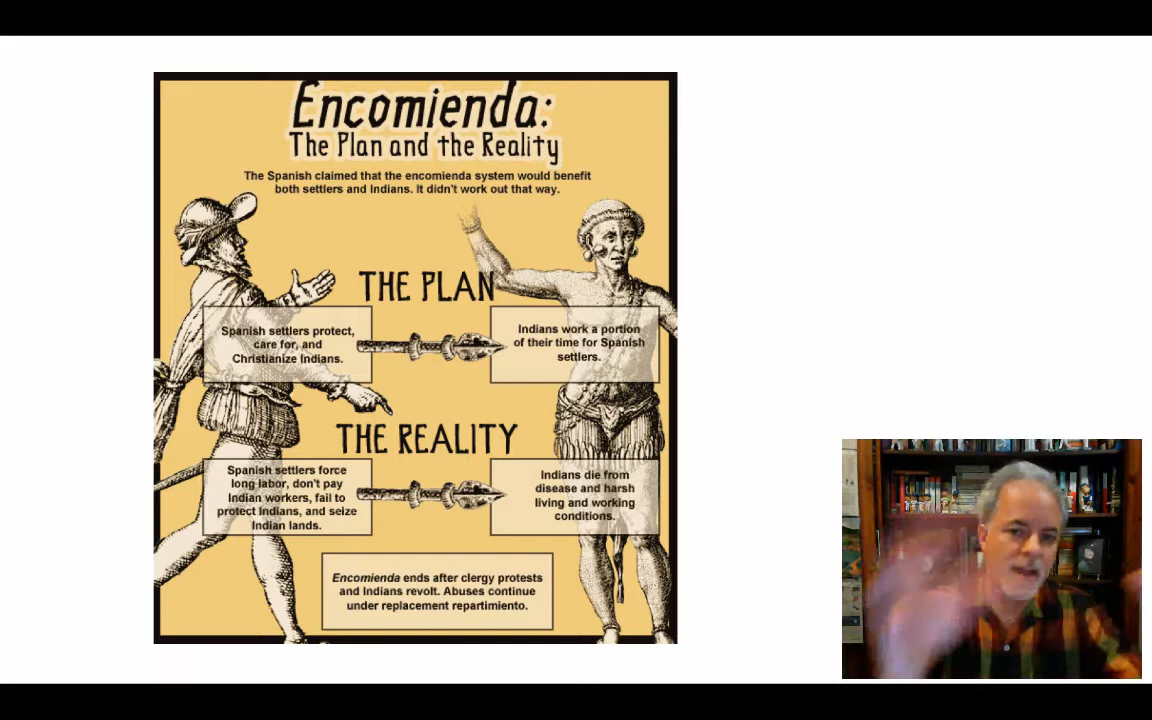 Encomienda:
The Plan and the Reality
The Spanish claimed that the encomienda system would benefit
both settlers and Indians. It didn't work out that way.
THE PLAN
Spanish settlers protect,
care for, and
Christianize Indians.
Indians work a portion
of their time for Spanish
settlers.
THE REALITY
Spanish settlers force
long labor, don't pay
Indian workers, fail to
protect Indians, and seize
Indian lands.
Indians die from
disease and harsh
living and working
conditions.
Encomienda ends after clergy protests
and Indians revolt. Abuses continue
under replacement repartimiento.